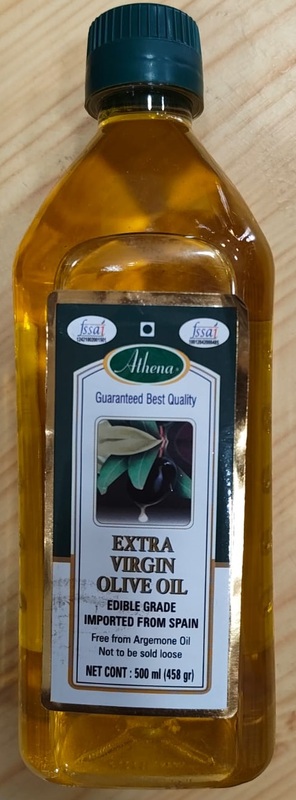 fssai fssai
Athena
Guaranteed Best Quality
EXTRA
VIRGIN
OLIVE OIL
EDIBLE GRADE
IMPORTED FROM SPAIN
Free from Argemone Oil
Not to be sold loose
NET CONT : 500 ml (458 gr)